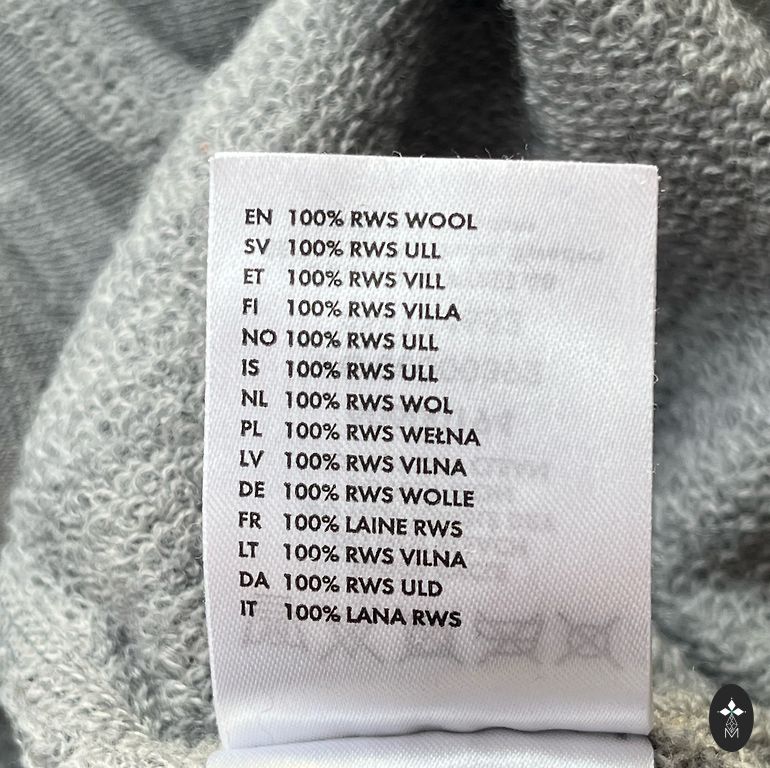 EN 100% RWS WOOL
SV 100% RWS ULL
ET 100% RWS VILL
FI 100% RWS VILLA
NO 100% RWS ULL
IS 100% RWS ULL
NL 100% RWS WOL
PL 100% RWS WEŁNA
LV 100% RWS VILNA
DE 100% RWS WOLLE
FR 100% LAINE RWS
LT 100% RWS VILNA
DA 100% RWS ULD
IT 100% LANA RWS
M